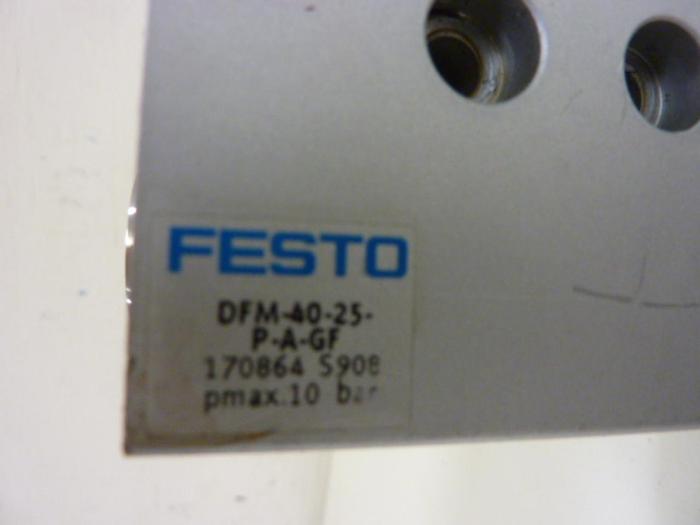 FESTO
DFM-40-25-
P-A-GF
170864 S908
pmax.10 bar